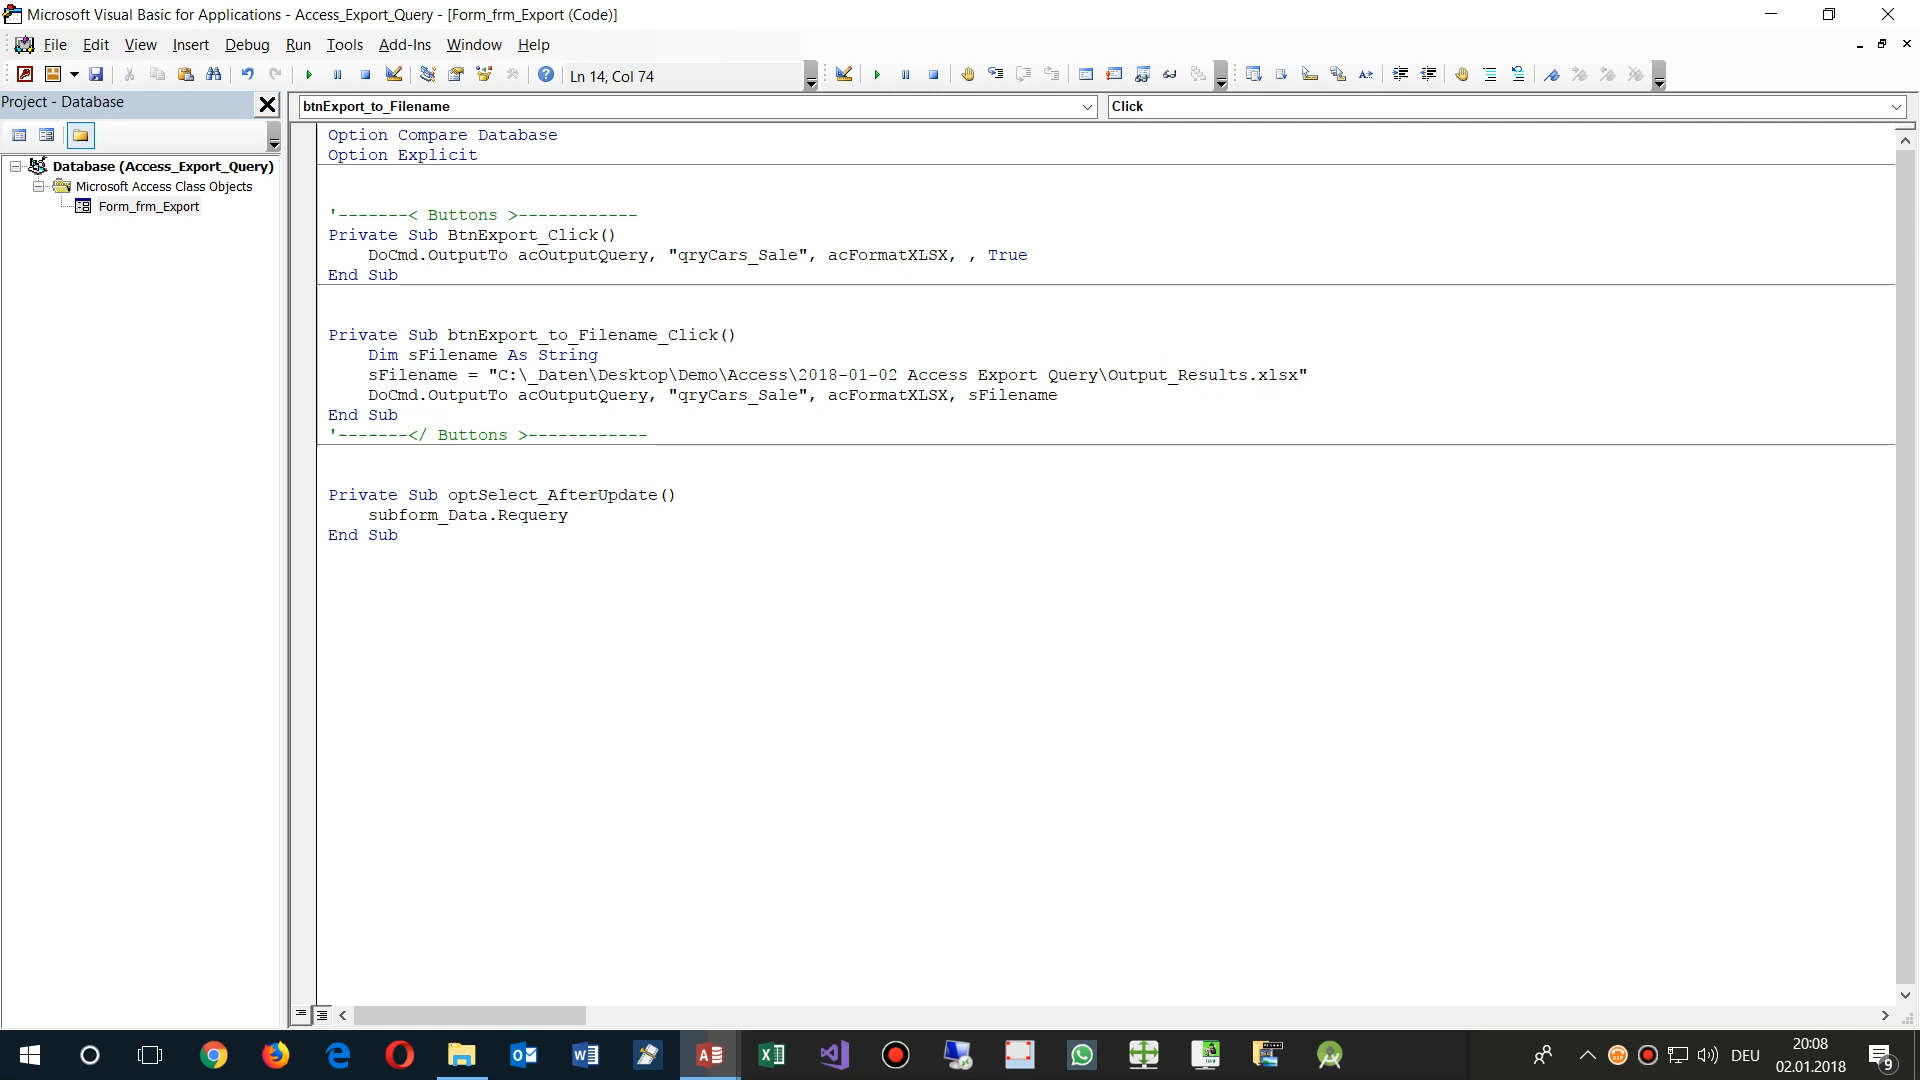 Microsoft Visual Basic for Applications - Access_Export_Query - [Form_frm_Export (Code)]
File Edit View Insert Debug Run Tools Add-Ins Window Help
Ln 14, Col 74
Project - Database
btnExport_to_Filename
Click
Database (Access_Export_Query)
Microsoft Access Class Objects
Form_frm_Export
Option Compare Database
Option Explicit
'-------< Buttons >------------
Private Sub BtnExport_Click()
DoCmd.OutputTo acOutputQuery, "qryCars_Sale", acFormatXLSX, , True
End Sub
Private Sub btnExport_to_Filename_Click()
Dim sFilename As String
sFilename = "C:\_Daten\Desktop\Demo\Access\2018-01-02 Access Export Query\Output_Results.xlsx"
DoCmd.OutputTo acOutputQuery, "qryCars_Sale", acFormatXLSX, sFilename
End Sub
'-------</ Buttons >------------
Private Sub optSelect_AfterUpdate()
subform_Data.Requery
End Sub
DEU
20:08
02.01.2018
9